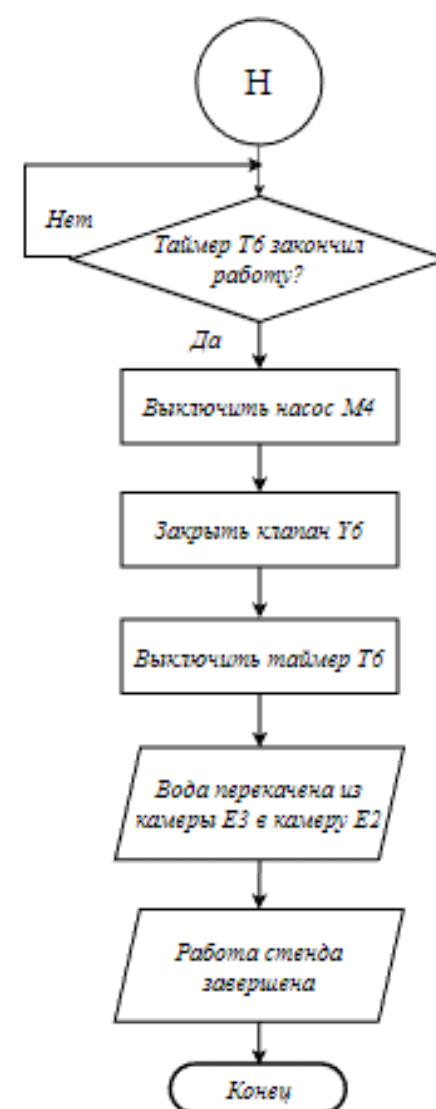 Н
Нет
Таймер Т6 закончил
работу?
Да
Выключить насос М4
Закрыть клапан Y6
Выключить таймер Т6
Вода перекачена из
камеры Е3 в камеру Е2
Работа стенда
завершена
Конец